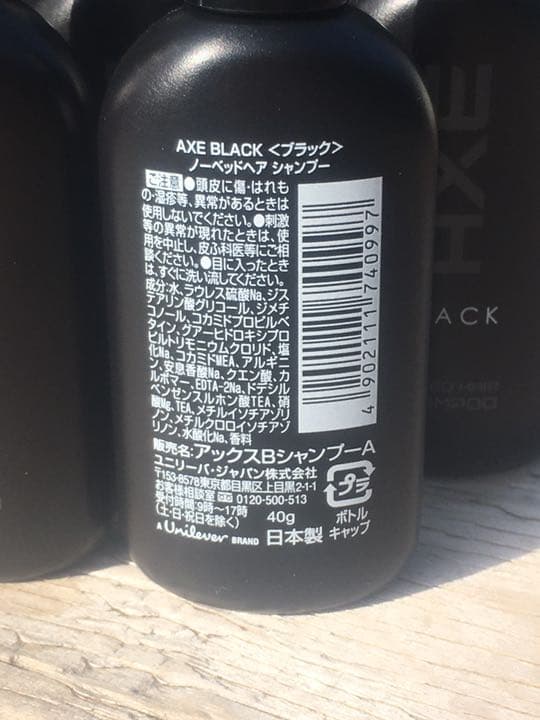 AXE BLACK <ブラック>
ノーベッドヘア シャンプー
ご注意 ●頭皮に傷・はれも
の・湿疹等、異常があるときは
使用しないでください。●刺激
等の異常が現れたときは、使
用を中止し、皮ふ科医等にご相
談ください。●目に入ったとき
は、すぐに洗い流してください。
成分:水、ラウレス硫酸Na、ジス
テアリン酸グリコール、ジメチ
コノール、コカミドプロピルベ
タイン、グアーヒドロキシプロ
ピルトリモニウムクロリド、塩
化Na、コカミドMEA、アルギニ
ン、安息香酸Na、クエン酸、カ
ルボマー、EDTA-2Na、ドデシル
ベンゼンスルホン酸TEA、硝
酸Mg、TEA、メチルイソチアゾリ
ノン、メチルクロロイソチアゾ
リノン、水酸化Na、香料
4 902111 740997
販売名:アックスBシャンプーA
ユニリーバ・ジャパン株式会社
〒153-8578 東京都目黒区上目黒2-1-1
お客様相談室 0120-500-513
受付時間:9時〜17時
(土・日・祝日を除く)
40g
プラ
ボトル
キャップ
A Unilever BRAND 日本製
AXE
ACK